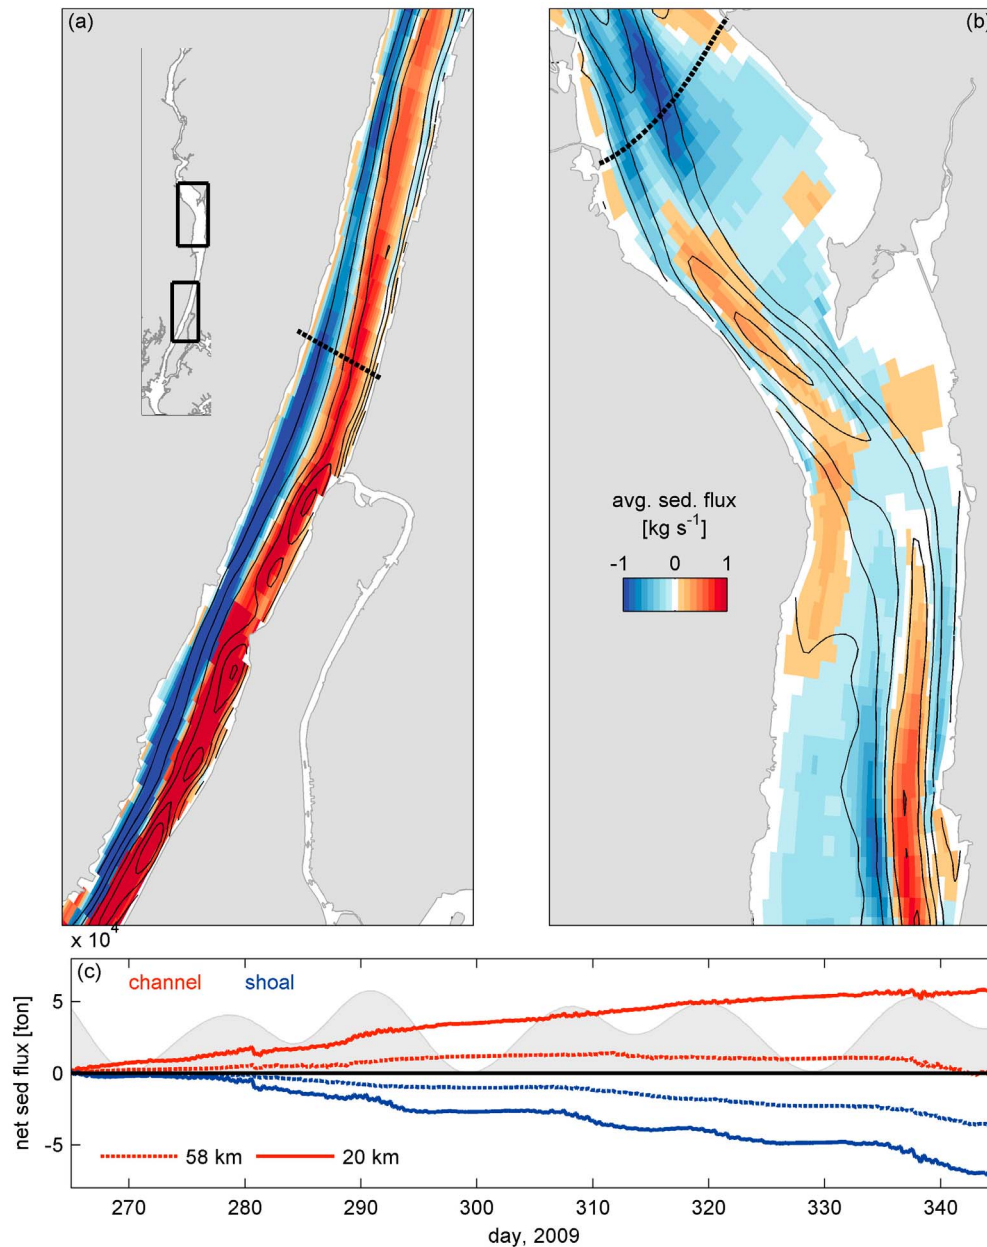 (a)
(b)
avg. sed. flux
[kg s⁻¹]
-1 0 1
x 10⁴
(c)
channel shoal
net sed flux [ton]
5
0
-5
58 km 20 km
270 280 290 300 310 320 330 340
day, 2009